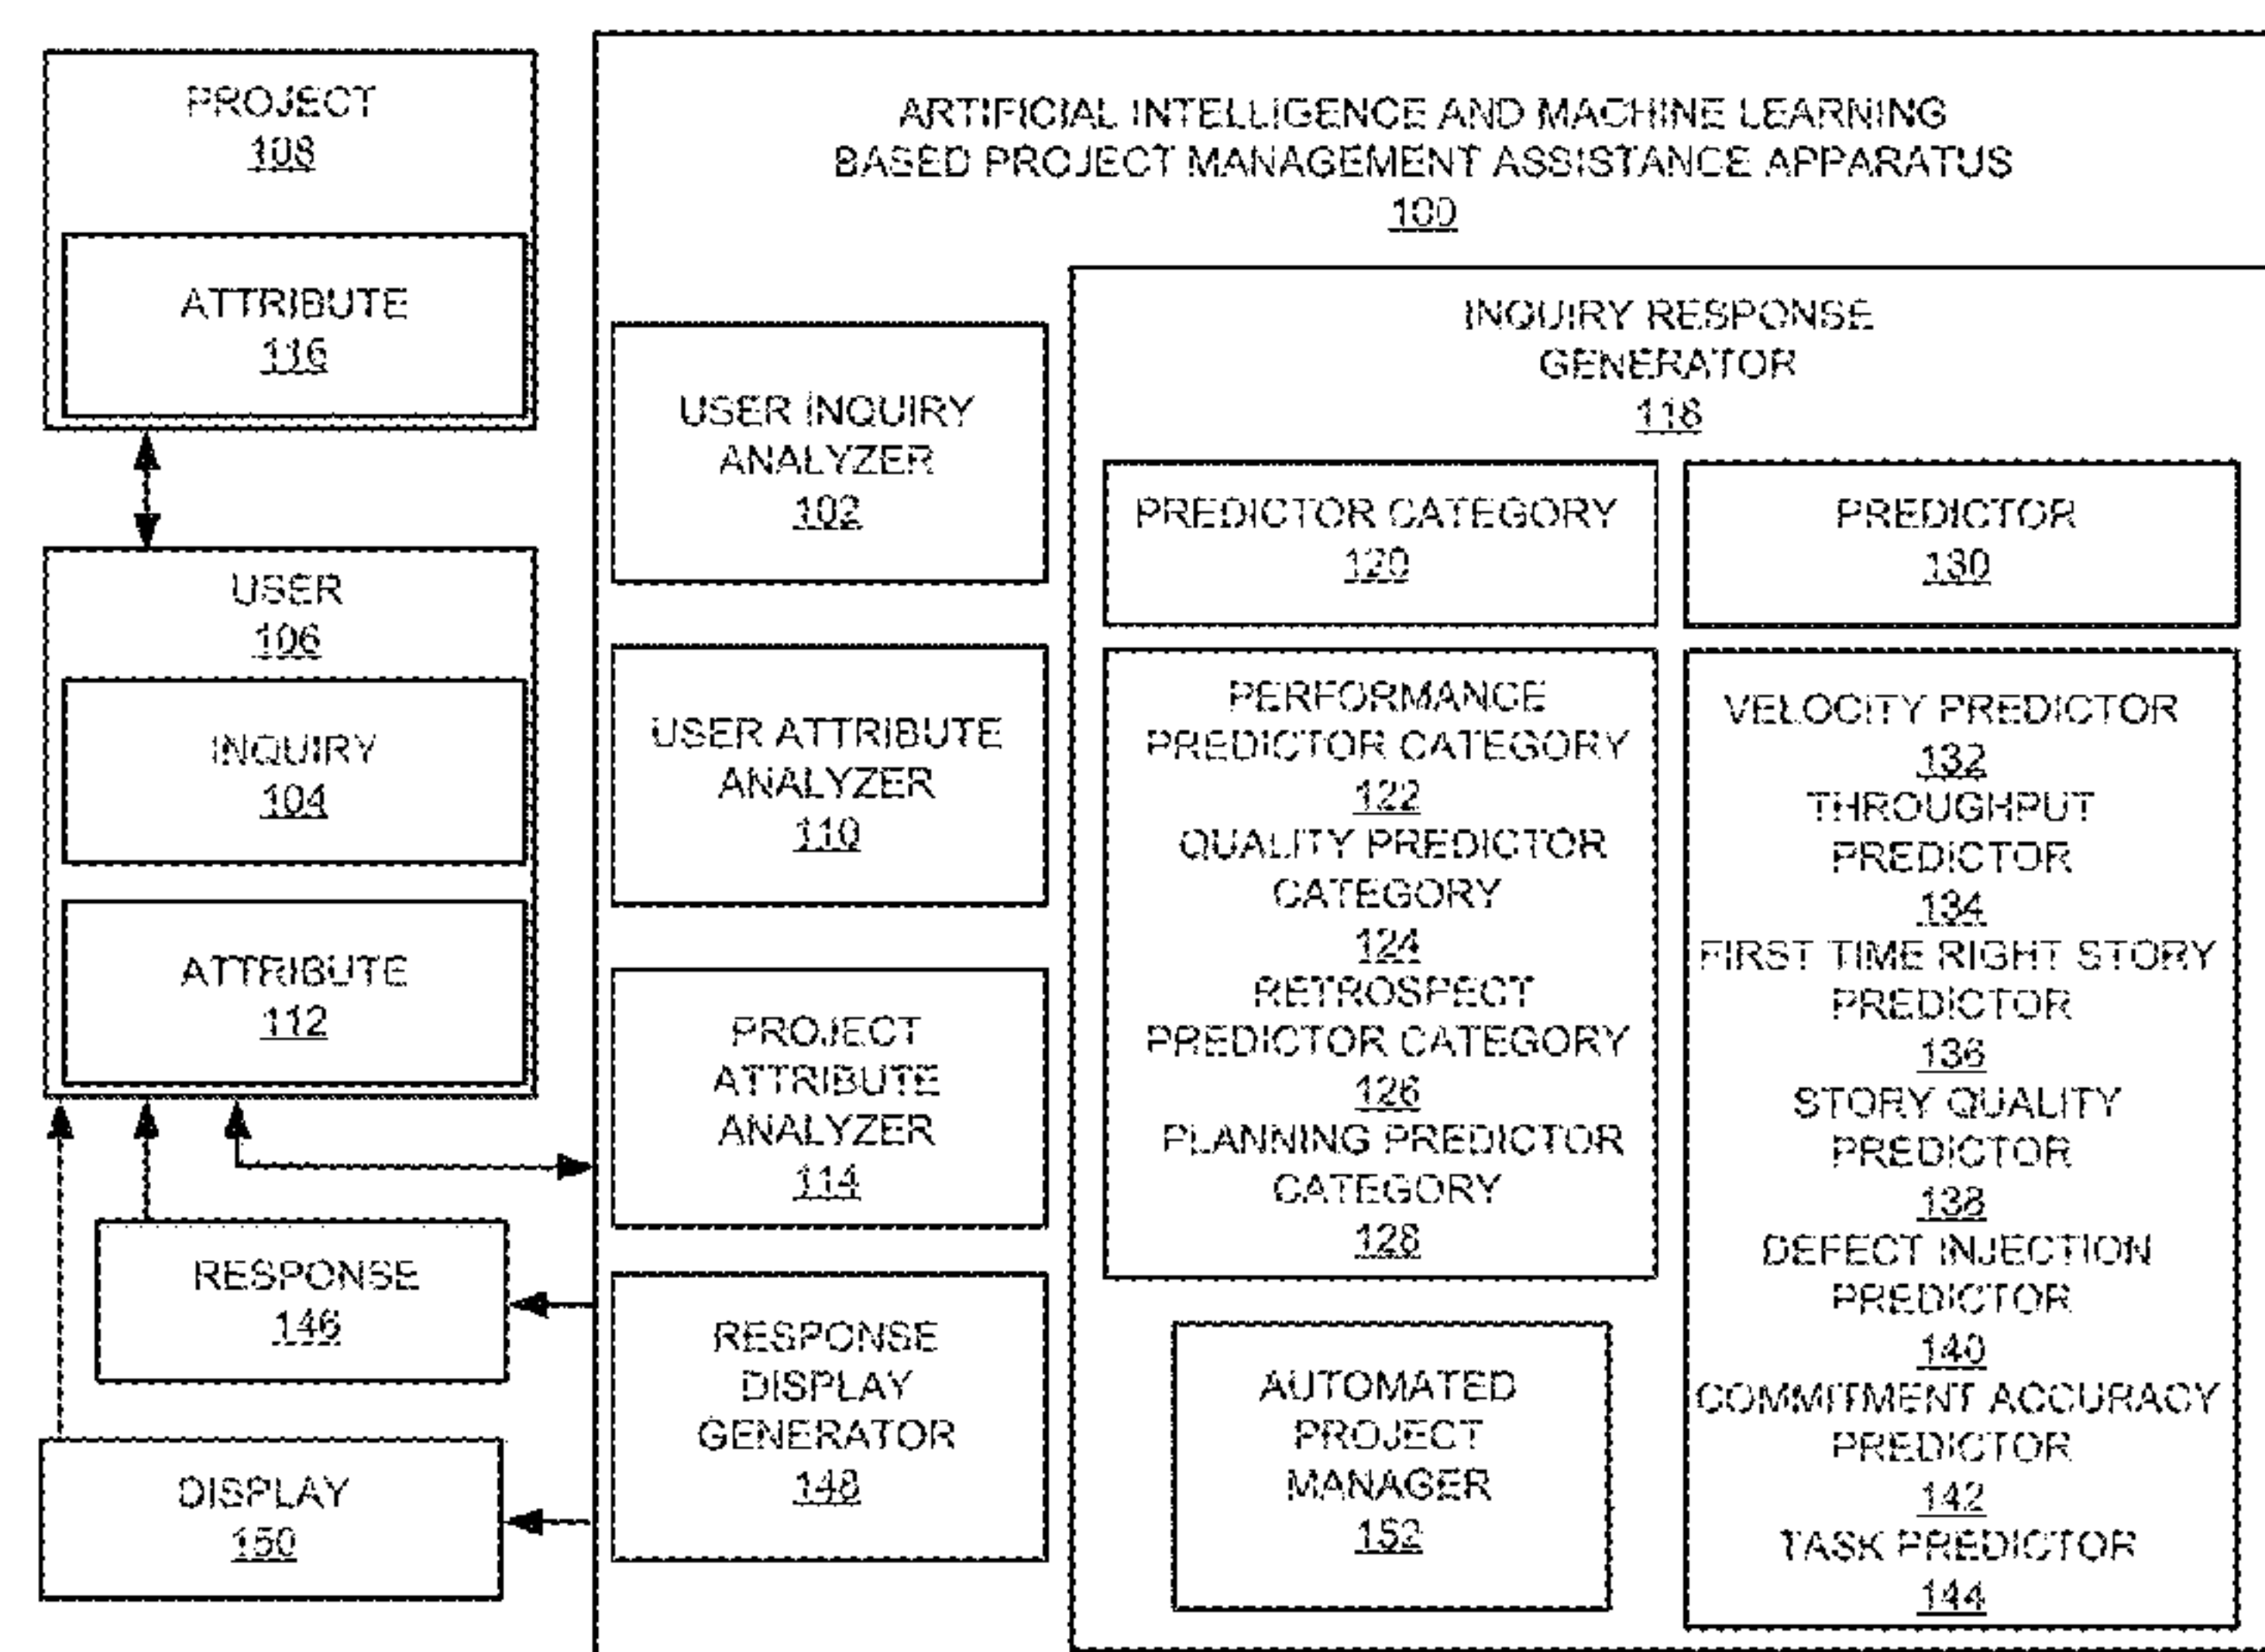 PROJECT
108
ATTRIBUTE
116
USER
106
INQUIRY
104
ATTRIBUTE
112
RESPONSE
146
DISPLAY
150
ARTIFICIAL INTELLIGENCE AND MACHINE LEARNING
BASED PROJECT MANAGEMENT ASSISTANCE APPARATUS
100
USER INQUIRY
ANALYZER
102
USER ATTRIBUTE
ANALYZER
110
PROJECT
ATTRIBUTE
ANALYZER
114
RESPONSE
DISPLAY
GENERATOR
148
INQUIRY RESPONSE
GENERATOR
118
PREDICTOR CATEGORY
120
PERFORMANCE
PREDICTOR CATEGORY
122
QUALITY PREDICTOR
CATEGORY
124
RETROSPECT
PREDICTOR CATEGORY
126
PLANNING PREDICTOR
CATEGORY
128
AUTOMATED
PROJECT
MANAGER
152
PREDICTOR
130
VELOCITY PREDICTOR
132
THROUGHPUT
PREDICTOR
134
FIRST TIME RIGHT STORY
PREDICTOR
136
STORY QUALITY
PREDICTOR
138
DEFECT INJECTION
PREDICTOR
140
COMMITMENT ACCURACY
PREDICTOR
142
TASK PREDICTOR
144